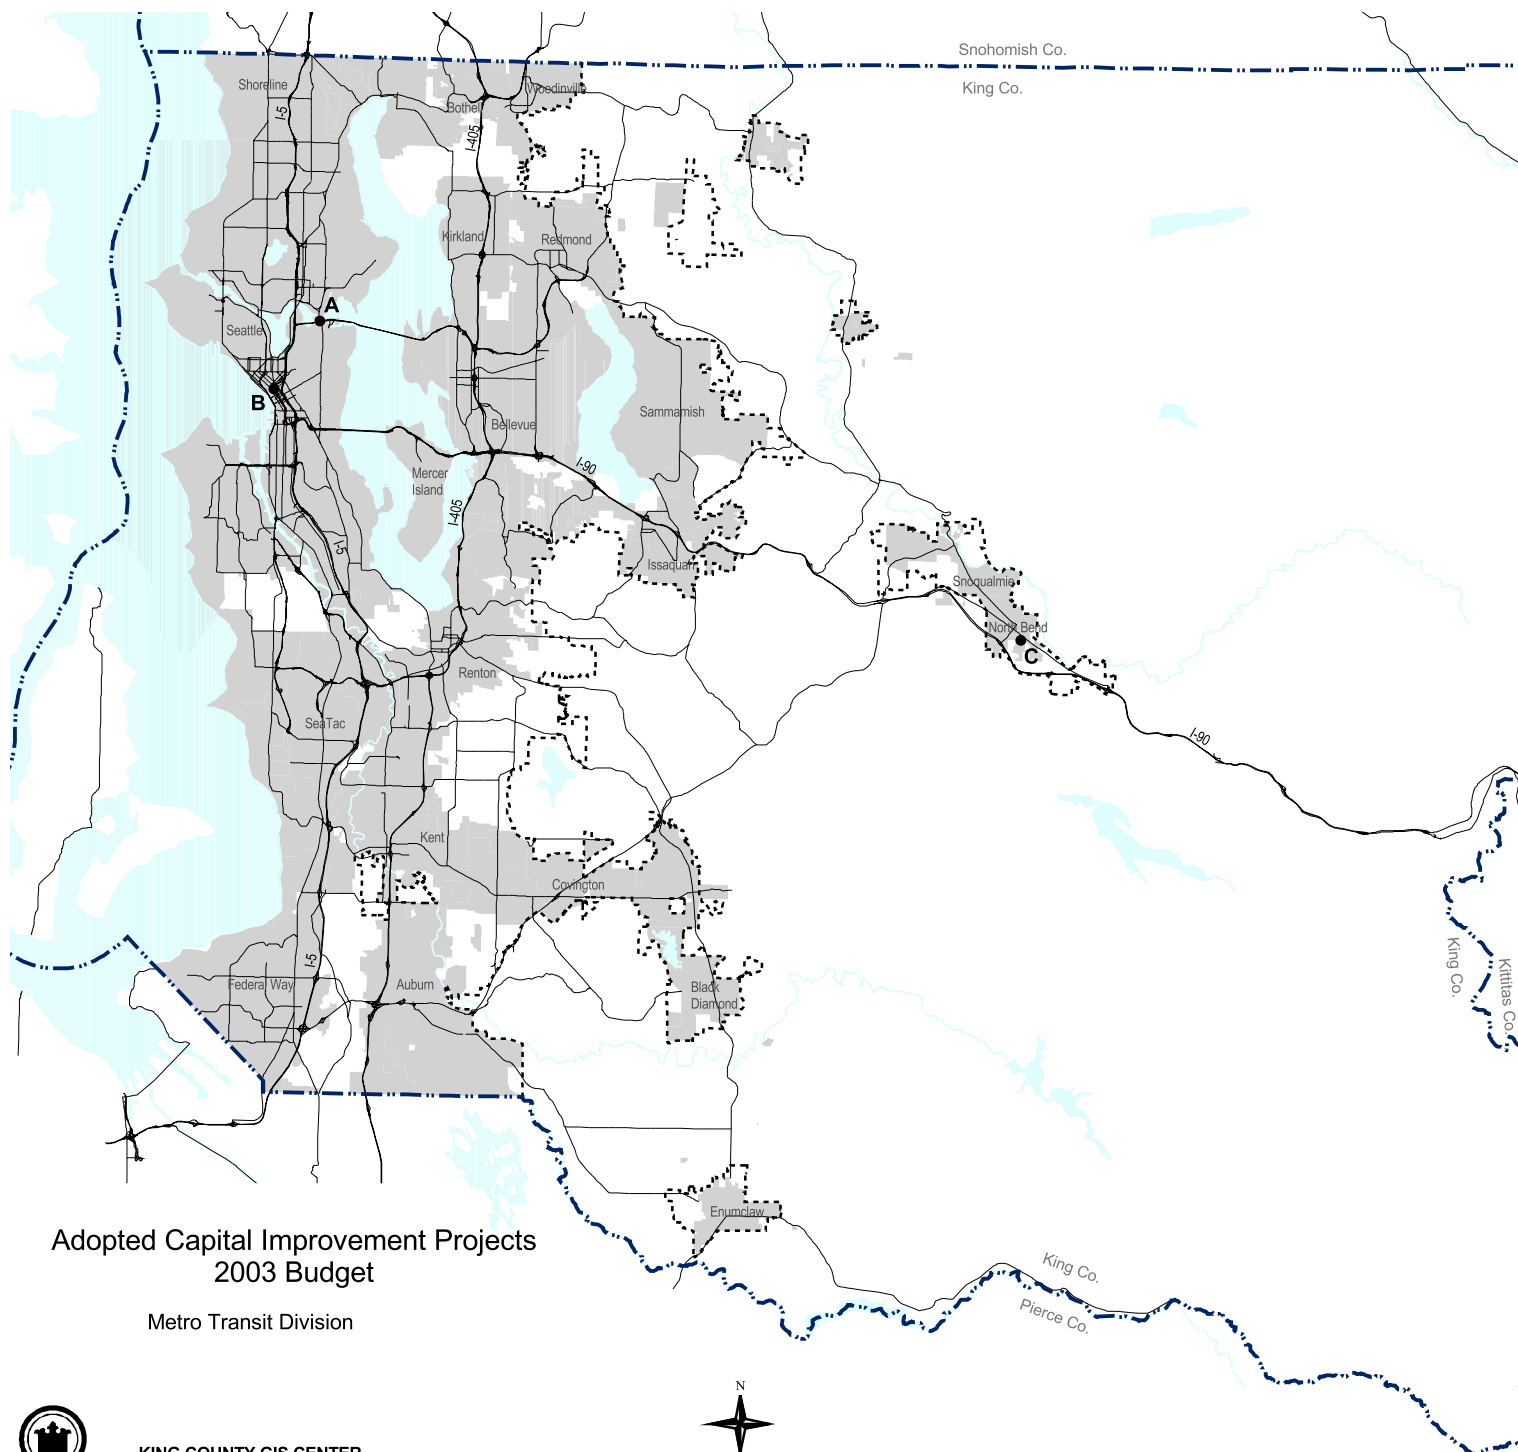 Snohomish Co.
King Co.
Shoreline
Bothell
Woodinville
I-5
I-405
Kirkland
Redmond
A
Seattle
B
Sammamish
Bellevue
Mercer
Island
I-90
I-405
I-5
Issaquah
Snoqualmie
North Bend
C
Renton
SeaTac
I-90
Kent
Covington
King Co.
Kittitas Co.
I-5
Federal Way
Auburn
Black
Diamond
Enumclaw
Adopted Capital Improvement Projects
2003 Budget
Metro Transit Division
King Co.
Pierce Co.
N
KING COUNTY GIS CENTER